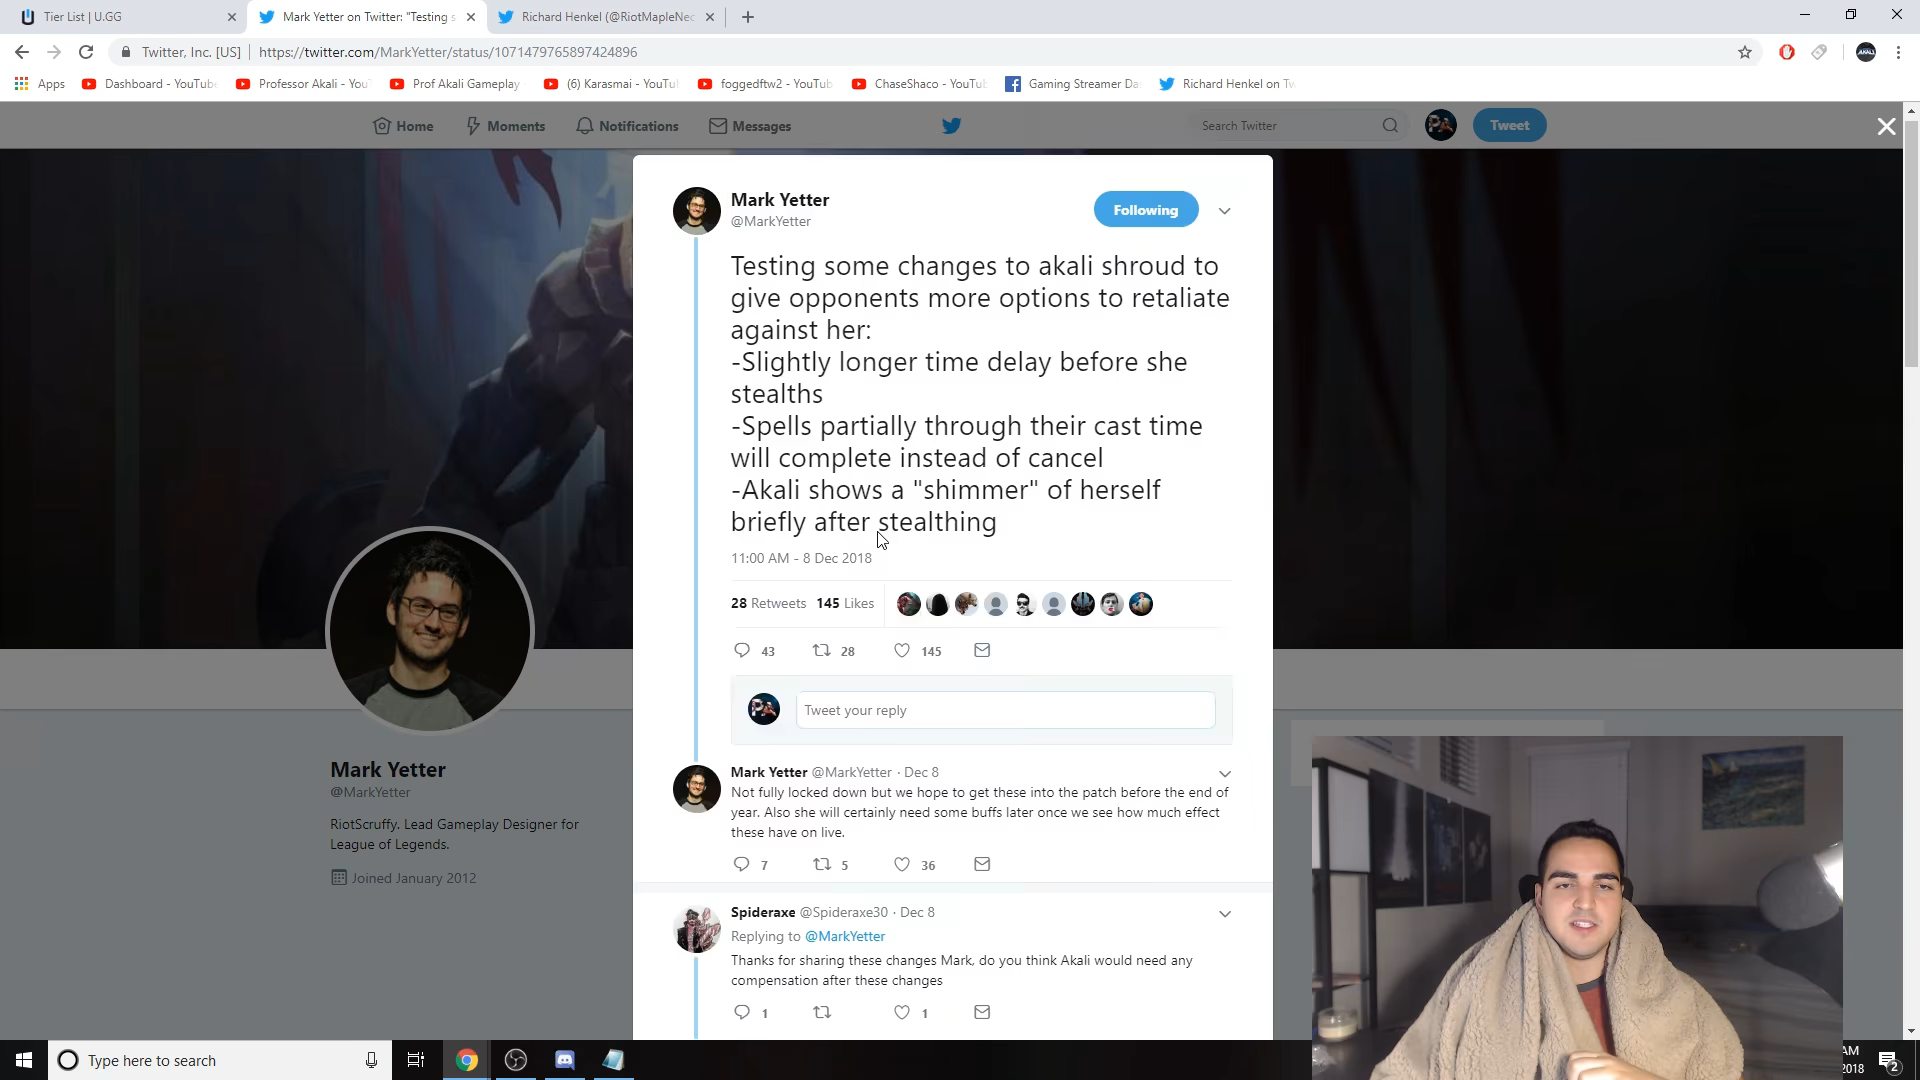 Tier List | U.GG
Mark Yetter on Twitter: "Testing s
Richard Henkel (@RiotMapleNec
Twitter, Inc. [US] | https://twitter.com/MarkYetter/status/1071479765897424896
Apps
Dashboard - YouTube
Professor Akali - You
Prof Akali Gameplay
(6) Karasmai - YouTu
foggedftw2 - YouTub
ChaseShaco - YouTu
Gaming Streamer Da
Richard Henkel on Tw
Home
Moments
Notifications
Messages
Search Twitter
Tweet
Mark Yetter
@MarkYetter
Following
Testing some changes to akali shroud to
give opponents more options to retaliate
against her:
-Slightly longer time delay before she
stealths
-Spells partially through their cast time
will complete instead of cancel
-Akali shows a "shimmer" of herself
briefly after stealthing
11:00 AM - 8 Dec 2018
28 Retweets 145 Likes
43 28 145
Tweet your reply
Mark Yetter @MarkYetter · Dec 8
Not fully locked down but we hope to get these into the patch before the end of
year. Also she will certainly need some buffs later once we see how much effect
these have on live.
7 5 36
Spideraxe @Spideraxe30 · Dec 8
Replying to @MarkYetter
Thanks for sharing these changes Mark, do you think Akali would need any
compensation after these changes
1 1
Mark Yetter
@MarkYetter
RiotScruffy. Lead Gameplay Designer for
League of Legends.
Joined January 2012
Type here to search
AM
2018
2